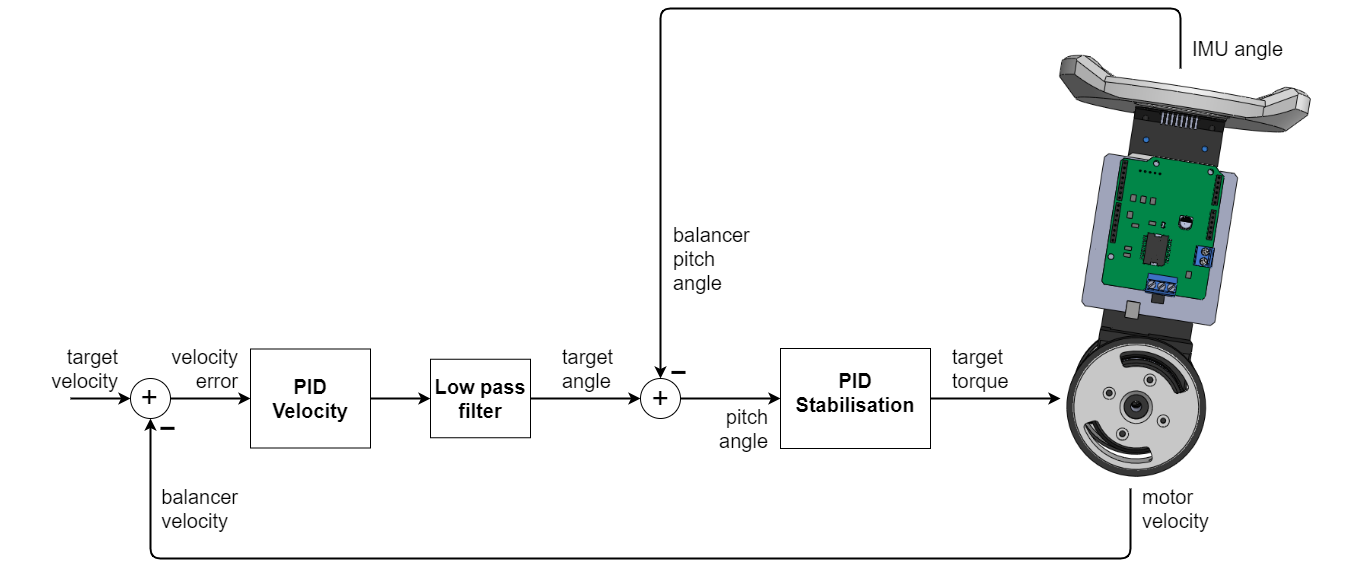 IMU angle
balancer
pitch
angle
target
velocity
+
−
velocity
error
PID
Velocity
Low pass
filter
target
angle
+
−
pitch
angle
PID
Stabilisation
target
torque
balancer
velocity
motor
velocity